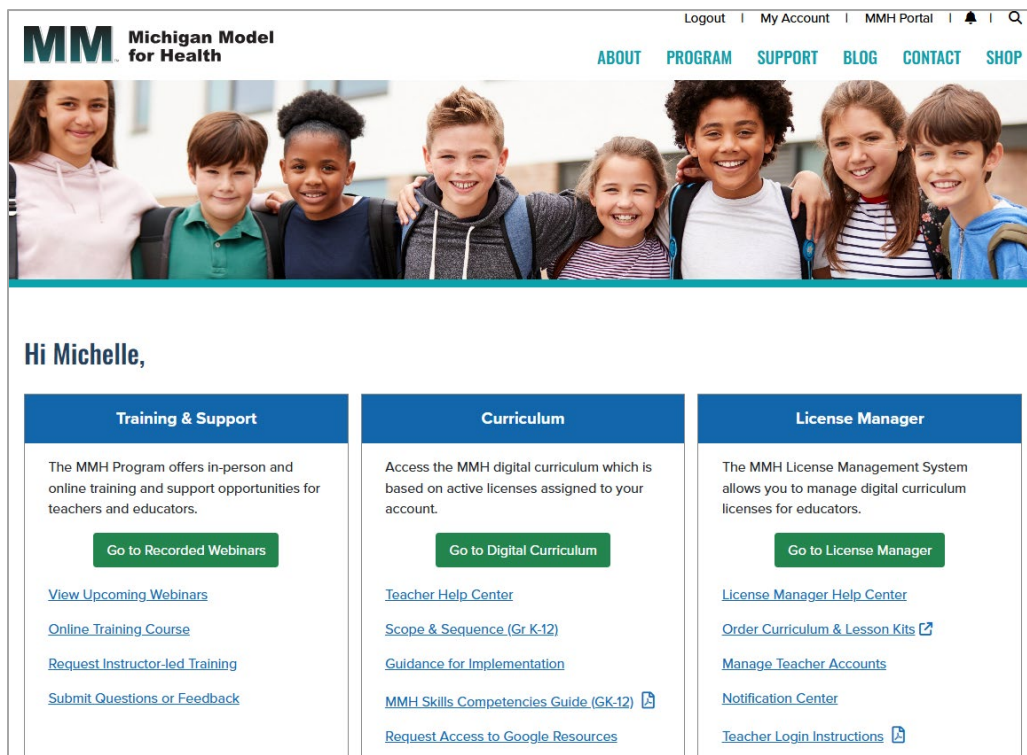 Logout | My Account | MMH Portal | |
MM™ Michigan Model
for Health
ABOUT PROGRAM SUPPORT BLOG CONTACT SHOP
Hi Michelle,
Training & Support
The MMH Program offers in-person and
online training and support opportunities for
teachers and educators.
Go to Recorded Webinars
View Upcoming Webinars
Online Training Course
Request Instructor-led Training
Submit Questions or Feedback
Curriculum
Access the MMH digital curriculum which is
based on active licenses assigned to your
account.
Go to Digital Curriculum
Teacher Help Center
Scope & Sequence (Gr K-12)
Guidance for Implementation
MMH Skills Competencies Guide (GK-12)
Request Access to Google Resources
License Manager
The MMH License Management System
allows you to manage digital curriculum
licenses for educators.
Go to License Manager
License Manager Help Center
Order Curriculum & Lesson Kits
Manage Teacher Accounts
Notification Center
Teacher Login Instructions